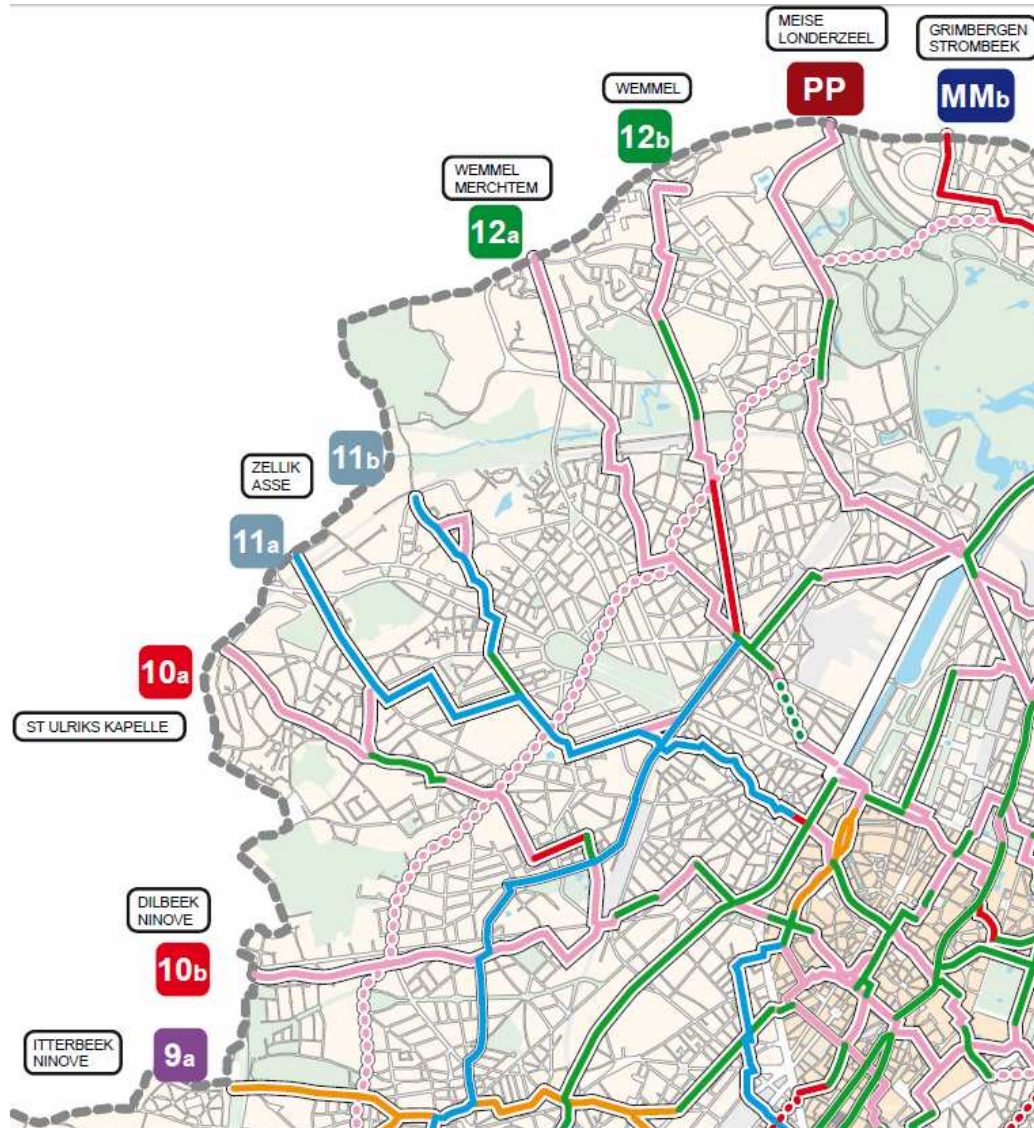 MEISE
LONDERZEEL
GRIMBERGEN
STROMBEEK
PP
MMb
WEMMEL
12b
WEMMEL
MERCHTEM
12a
ZELLIK
ASSE
11b
11a
10a
ST ULRIKS KAPELLE
DILBEEK
NINOVE
10b
ITTERBEEK
NINOVE
9a